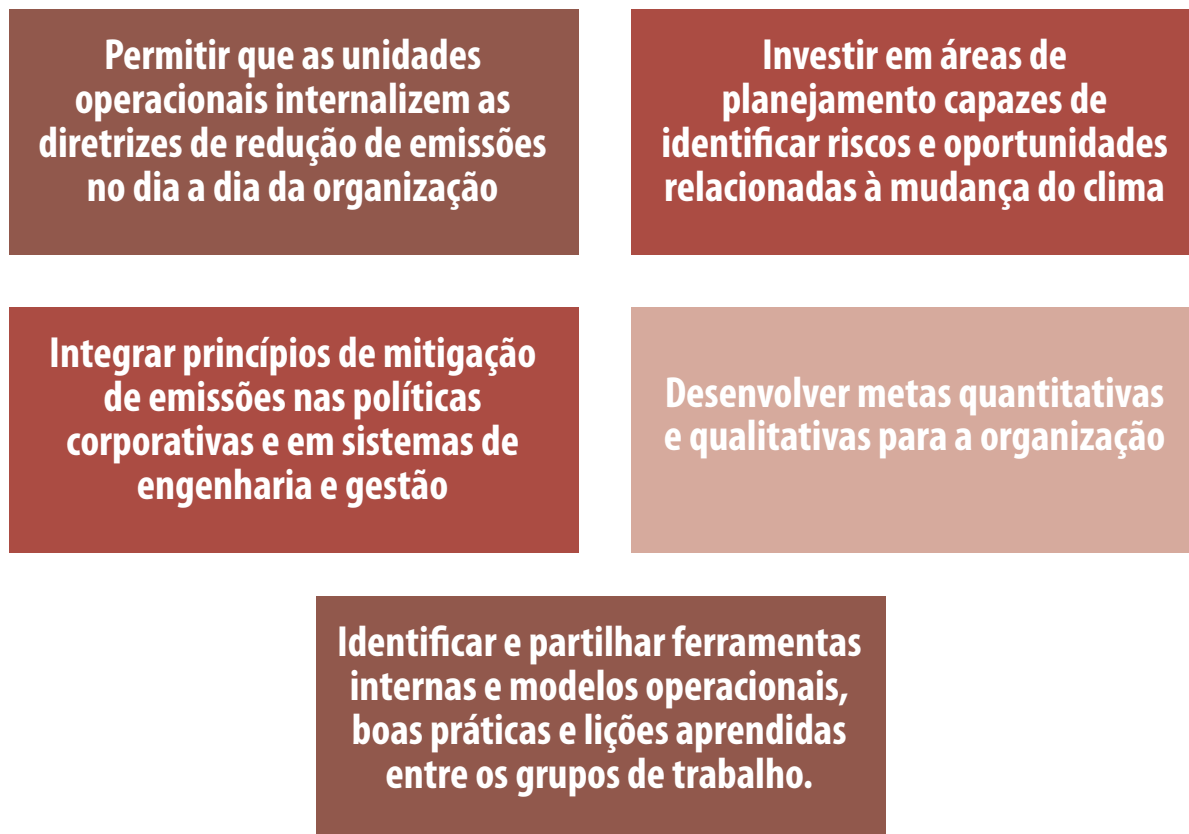 Permitir que as unidades
operacionais internalizem as
diretrizes de redução de emissões
no dia a dia da organização
Investir em áreas de
planejamento capazes de
identificar riscos e oportunidades
relacionadas à mudança do clima
Integrar princípios de mitigação
de emissões nas políticas
corporativas e em sistemas de
engenharia e gestão
Desenvolver metas quantitativas
e qualitativas para a organização
Identificar e partilhar ferramentas
internas e modelos operacionais,
boas práticas e lições aprendidas
entre os grupos de trabalho.